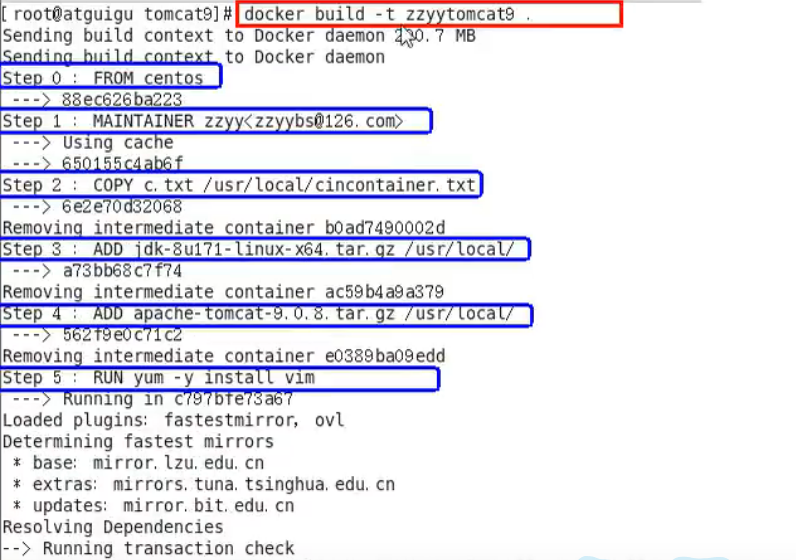 [ root@atguigu tomcat9]# docker build -t zzyytomcat9 .
Sending build context to Docker daemon 230.7 MB
Sending build context to Docker daemon
Step 0 : FROM centos
---> 88ec626ba223
Step 1 : MAINTAINER zzyy<zzyybs@126.com>
---> Using cache
---> 650155c4ab6f
Step 2 : COPY c.txt /usr/local/cincontainer.txt
---> 6e2e70d32068
Removing intermediate container b0ad7490002d
Step 3 : ADD jdk-8u171-linux-x64.tar.gz /usr/local/
---> a73bb68c7f74
Removing intermediate container ac59b4a9a379
Step 4 : ADD apache-tomcat-9.0.8.tar.gz /usr/local/
---> 562f9e0c71c2
Removing intermediate container e0389ba09edd
Step 5 : RUN yum -y install vim
---> Running in c797bfe73a67
Loaded plugins: fastestmirror, ovl
Determining fastest mirrors
* base: mirror.lzu.edu.cn
* extras: mirrors.tuna.tsinghua.edu.cn
* updates: mirror.bit.edu.cn
Resolving Dependencies
--> Running transaction check